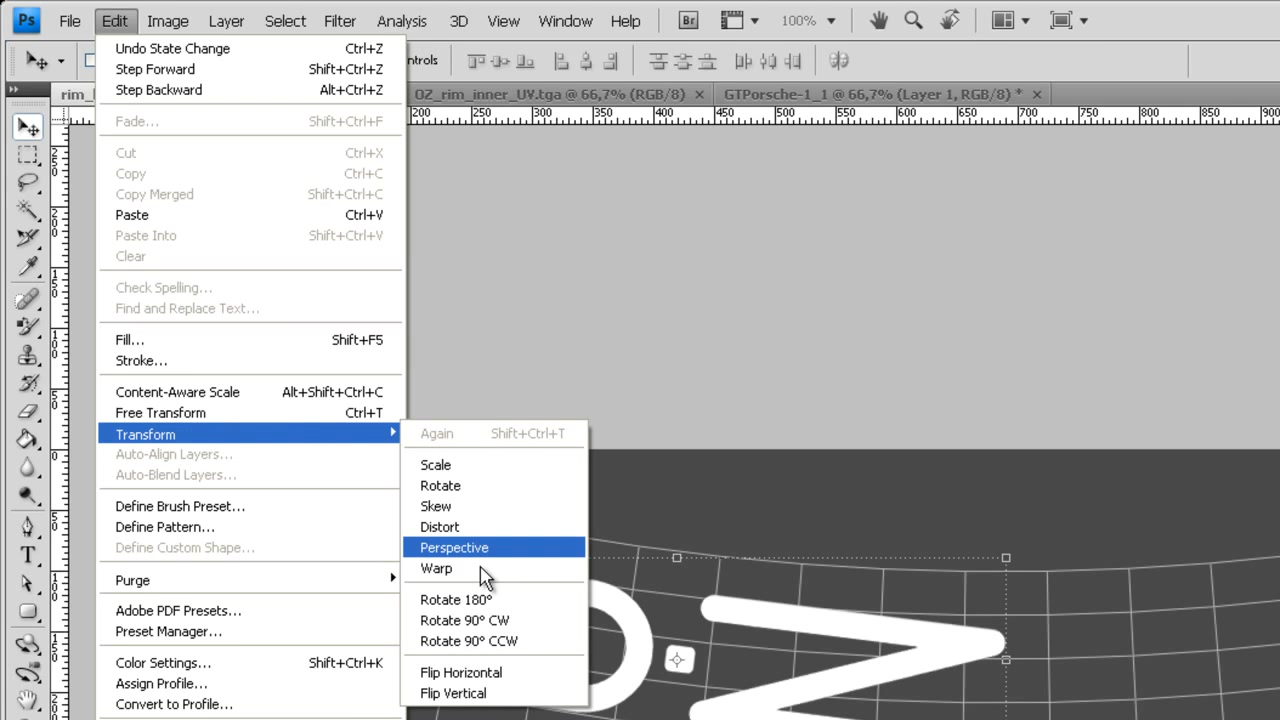 Ps File Edit Image Layer Select Filter Analysis 3D View Window Help Br 100%
ntrols
rim_ OZ_rim_inner_UV.tga @ 66,7% (RGB/8) × GTPorsche-1_1 @ 66,7% (Layer 1, RGB/8) * ×
200 250 300 350 400 450 500 550 600 650 700 750 800 850 900
Undo State Change Ctrl+Z
Step Forward Shift+Ctrl+Z
Step Backward Alt+Ctrl+Z
Fade... Shift+Ctrl+F
Cut Ctrl+X
Copy Ctrl+C
Copy Merged Shift+Ctrl+C
Paste Ctrl+V
Paste Into Shift+Ctrl+V
Clear
Check Spelling...
Find and Replace Text...
Fill... Shift+F5
Stroke...
Content-Aware Scale Alt+Shift+Ctrl+C
Free Transform Ctrl+T
Transform
Auto-Align Layers...
Auto-Blend Layers...
Define Brush Preset...
Define Pattern...
Define Custom Shape...
Purge
Adobe PDF Presets...
Preset Manager...
Color Settings... Shift+Ctrl+K
Assign Profile...
Convert to Profile...
Again Shift+Ctrl+T
Scale
Rotate
Skew
Distort
Perspective
Warp
Rotate 180°
Rotate 90° CW
Rotate 90° CCW
Flip Horizontal
Flip Vertical